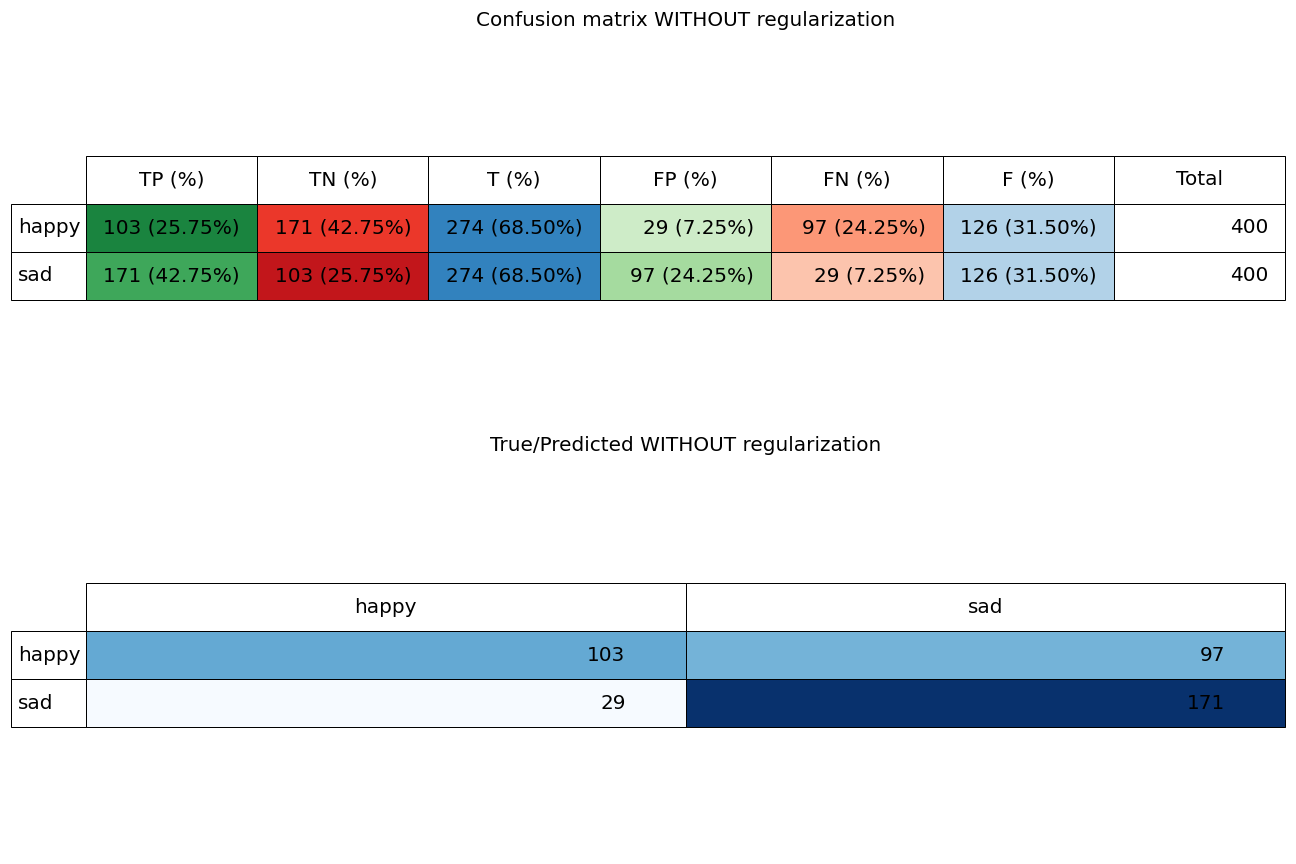 Confusion matrix WITHOUT regularization
TP (%) TN (%) T (%) FP (%) FN (%) F (%) Total
happy 103 (25.75%) 171 (42.75%) 274 (68.50%) 29 (7.25%) 97 (24.25%) 126 (31.50%) 400
sad 171 (42.75%) 103 (25.75%) 274 (68.50%) 97 (24.25%) 29 (7.25%) 126 (31.50%) 400
True/Predicted WITHOUT regularization
happy sad
happy 103 97
sad 29 171